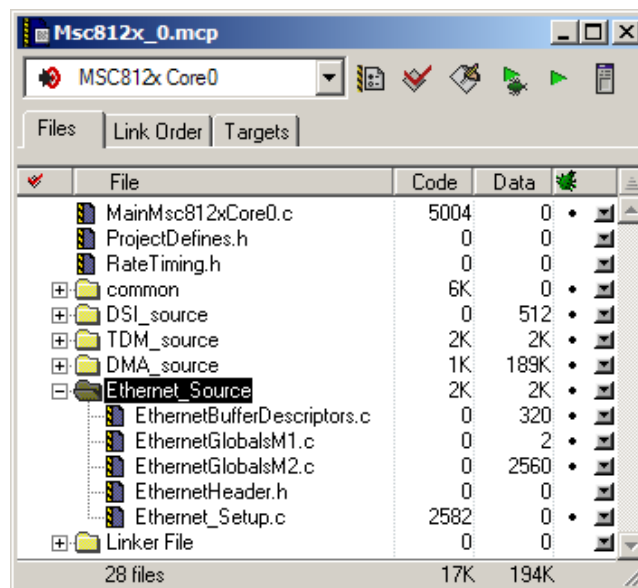 Msc812x_0.mcp
MSC812x Core0
Files Link Order Targets
File Code Data
MainMsc812xCore0.c 5004 0
ProjectDefines.h 0 0
RateTiming.h 0 0
common 6K 0
DSI_source 0 512
TDM_source 2K 2K
DMA_source 1K 189K
Ethernet_Source 2K 2K
EthernetBufferDescriptors.c 0 320
EthernetGlobalsM1.c 0 2
EthernetGlobalsM2.c 0 2560
EthernetHeader.h 0 0
Ethernet_Setup.c 2582 0
Linker File 0 0
28 files 17K 194K